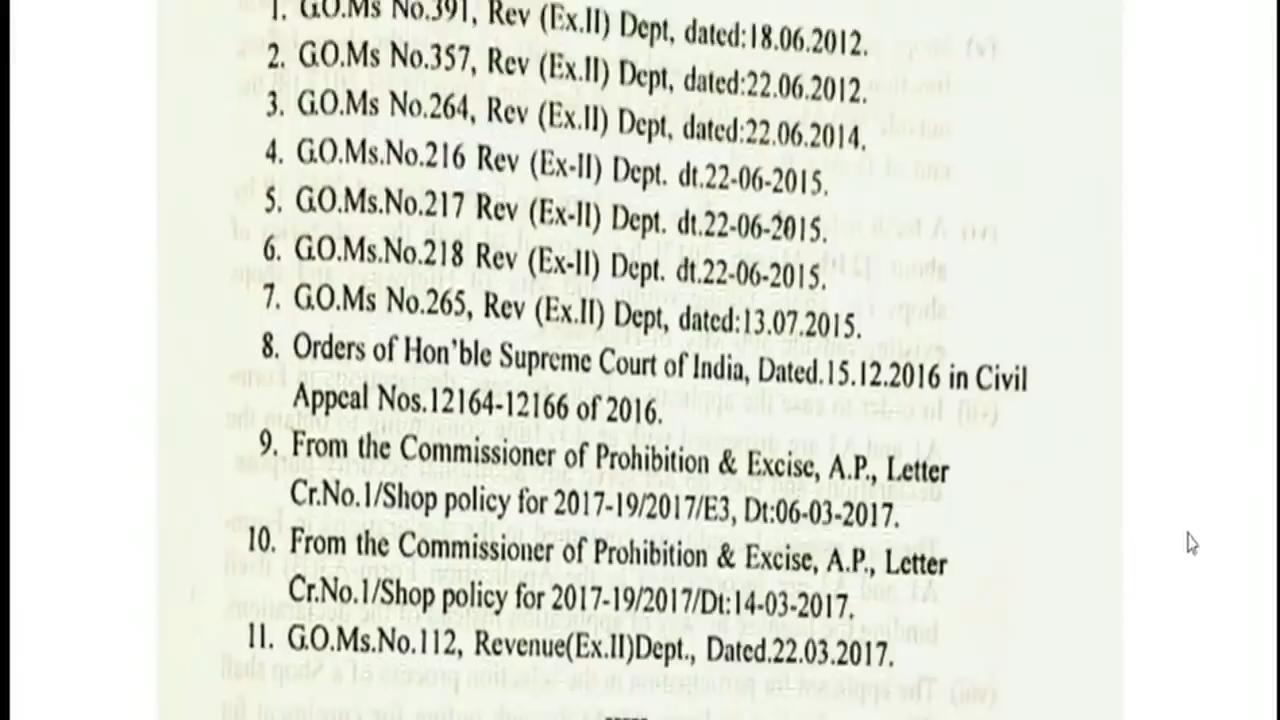 1. G.O.Ms No.391, Rev (Ex.II) Dept, dated:18.06.2012.
2. G.O.Ms No.357, Rev (Ex.II) Dept, dated:22.06.2012.
3. G.O.Ms No.264, Rev (Ex.II) Dept, dated:22.06.2014.
4. G.O.Ms.No.216 Rev (Ex-II) Dept. dt.22-06-2015.
5. G.O.Ms.No.217 Rev (Ex-II) Dept. dt.22-06-2015.
6. G.O.Ms.No.218 Rev (Ex-II) Dept. dt.22-06-2015.
7. G.O.Ms No.265, Rev (Ex.II) Dept, dated:13.07.2015.
8. Orders of Hon'ble Supreme Court of India, Dated.15.12.2016 in Civil
Appeal Nos.12164-12166 of 2016.
9. From the Commissioner of Prohibition & Excise, A.P., Letter
Cr.No.1/Shop policy for 2017-19/2017/E3, Dt:06-03-2017.
10. From the Commissioner of Prohibition & Excise, A.P., Letter
Cr.No.1/Shop policy for 2017-19/2017/Dt:14-03-2017.
11. G.O.Ms.No.112, Revenue(Ex.II)Dept., Dated.22.03.2017.